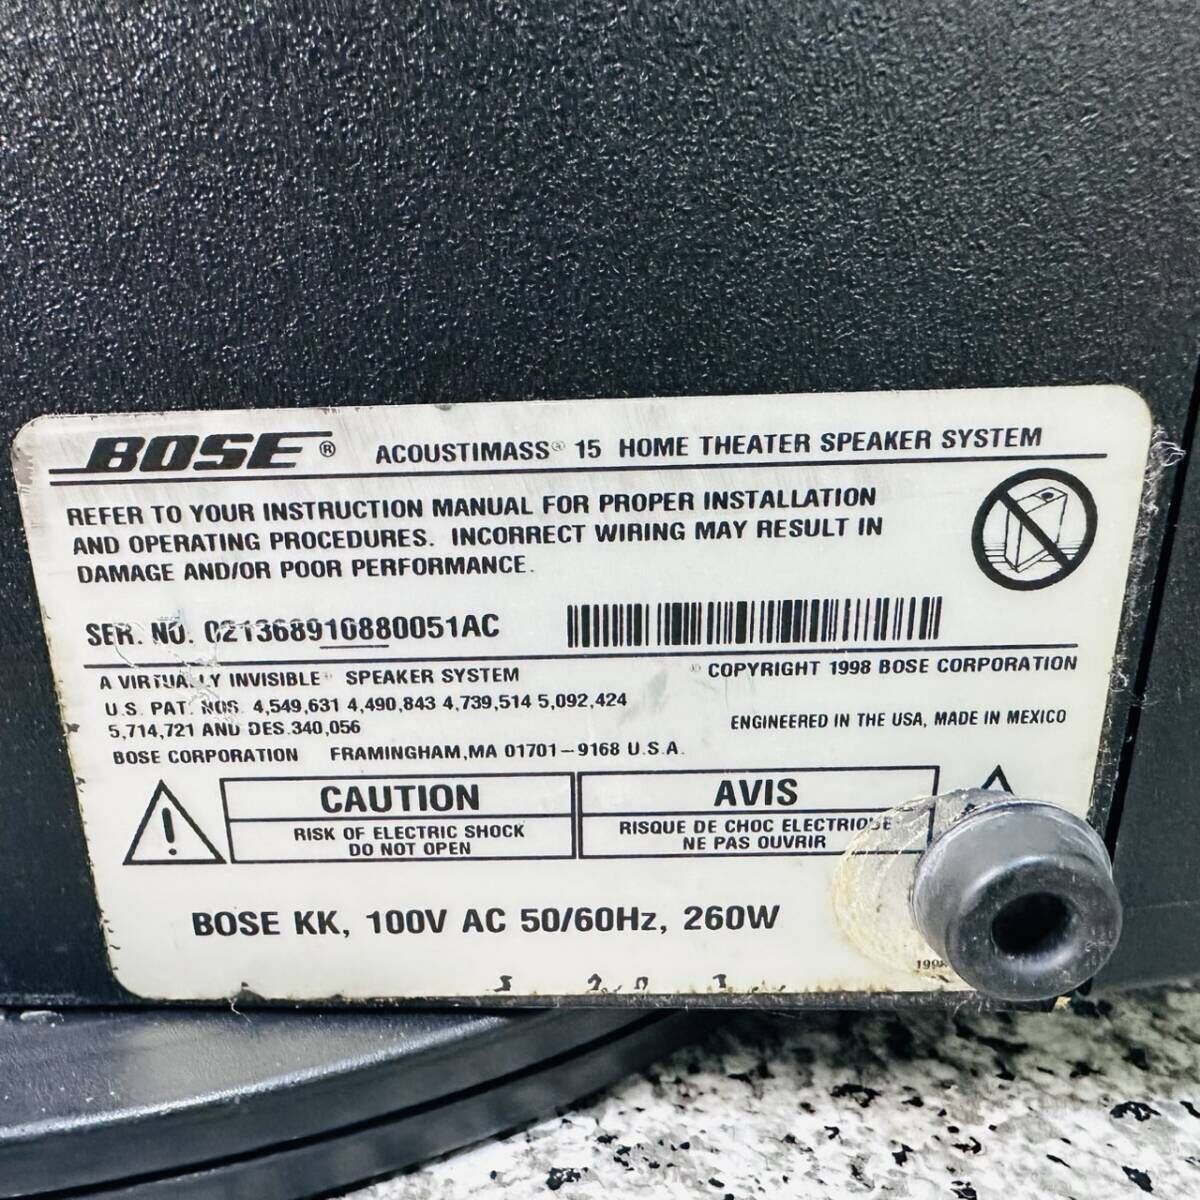 BOSE® ACOUSTIMASS® 15 HOME THEATER SPEAKER SYSTEM
REFER TO YOUR INSTRUCTION MANUAL FOR PROPER INSTALLATION
AND OPERATING PROCEDURES. INCORRECT WIRING MAY RESULT IN
DAMAGE AND/OR POOR PERFORMANCE.
SER. NO. 021368910880051AC
A VIRTUALLY INVISIBLE® SPEAKER SYSTEM
© COPYRIGHT 1998 BOSE CORPORATION
U.S. PAT. NOS. 4,549,631 4,490,843 4,739,514 5,092,424
5,714,721 AND DES.340,056
ENGINEERED IN THE USA, MADE IN MEXICO
BOSE CORPORATION FRAMINGHAM,MA 01701-9168 U.S.A.
CAUTION
RISK OF ELECTRIC SHOCK
DO NOT OPEN
AVIS
RISQUE DE CHOC ELECTRIQUE
NE PAS OUVRIR
BOSE KK, 100V AC 50/60Hz, 260W